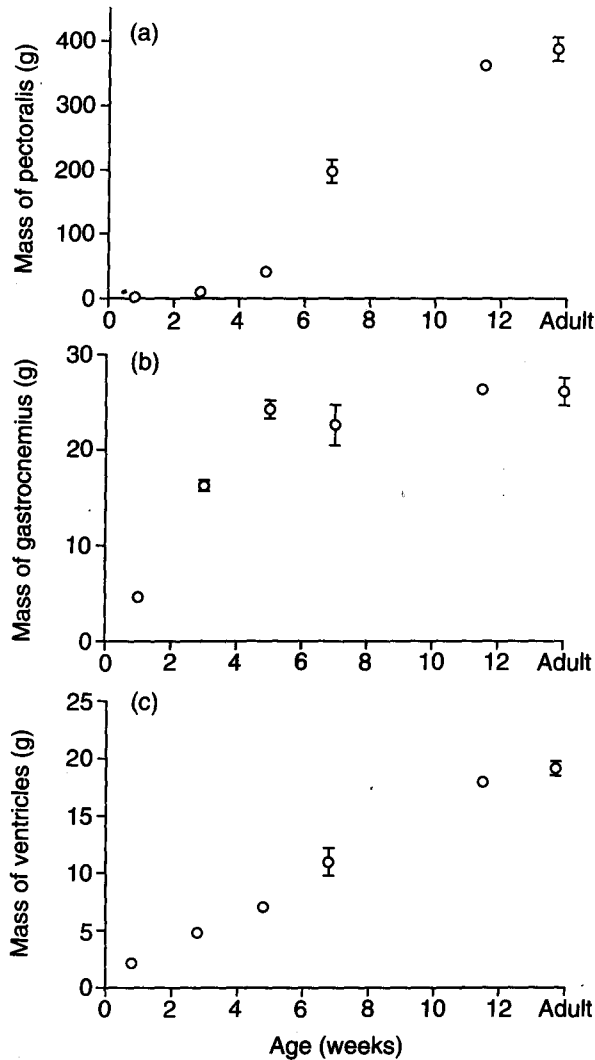 (a)
Mass of pectoralis (g)
400
300
200
100
0
0 2 4 6 8 10 12 Adult
(b)
Mass of gastrocnemius (g)
30
20
10
0
0 2 4 6 8 10 12 Adult
(c)
Mass of ventricles (g)
25
20
15
10
5
0
0 2 4 6 8 10 12 Adult
Age (weeks)